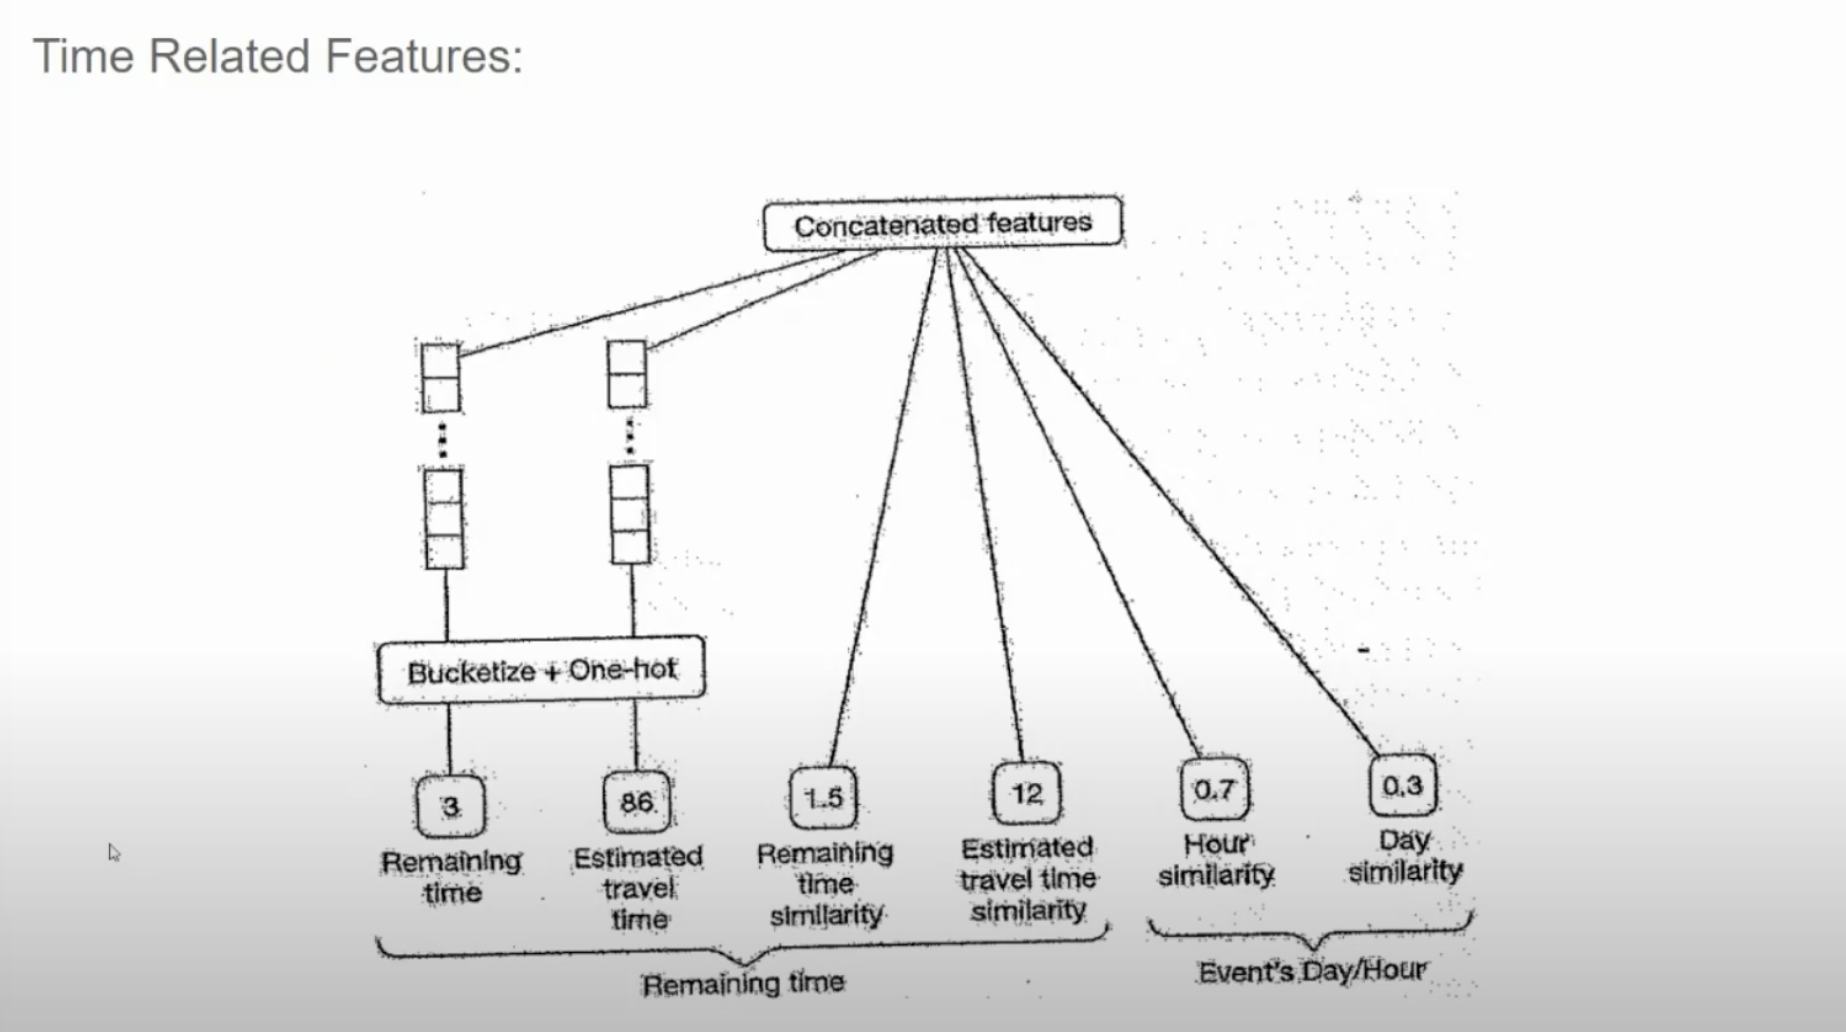 Time Related Features:
Concatenated features
Bucketize + One-hot
3
86
1.5
12
0.7
0.3
Remaining
time
Estimated
travel
time
Remaining
time
similarity
Estimated
travel time
similarity
Hour
similarity
Day
similarity
Remaining time
Event's Day/Hour